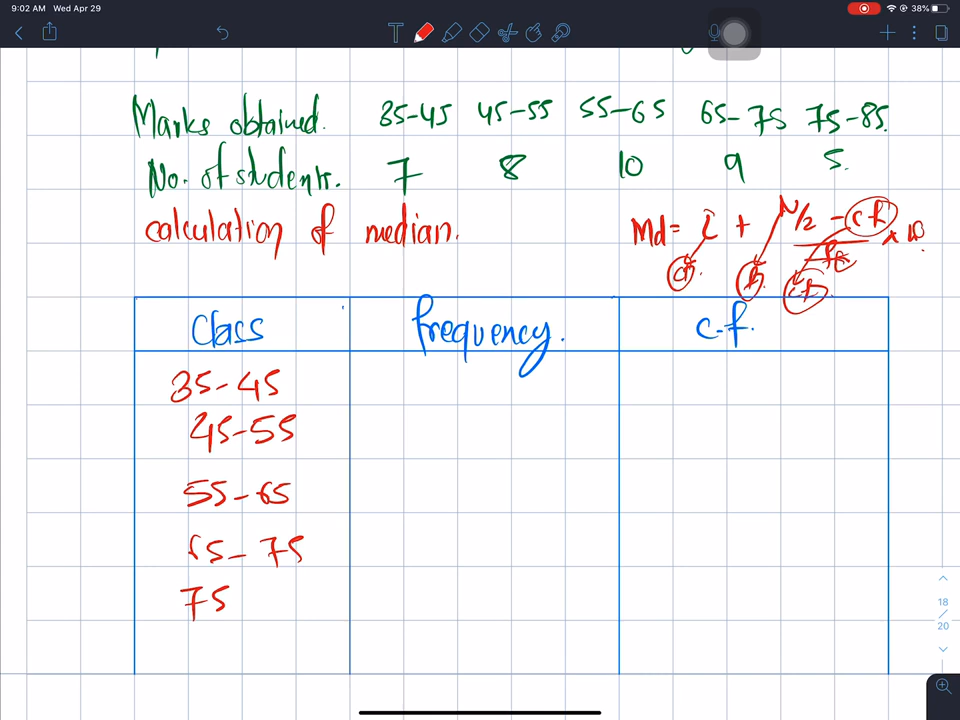 9:02 AM Wed Apr 29
38%
Marks obtained. 35-45 45-55 55-65 65-75 75-85.
No. of students. 7 8 10 9 5.
calculation of median.
Md = l + N/2 - cf × 10
cf
class frequency. c.f.
35-45
45-55
55-65
65-75
75
18
/
20